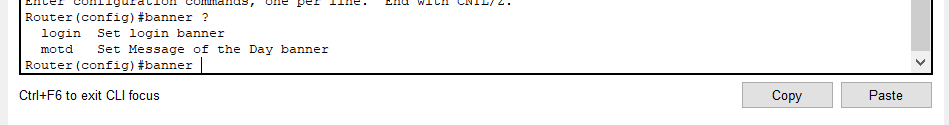 Enter configuration commands, one per line.  End with CNTL/Z.
Router(config)#banner ?
  login  Set login banner
  motd   Set Message of the Day banner
Router(config)#banner
Ctrl+F6 to exit CLI focus
Copy
Paste